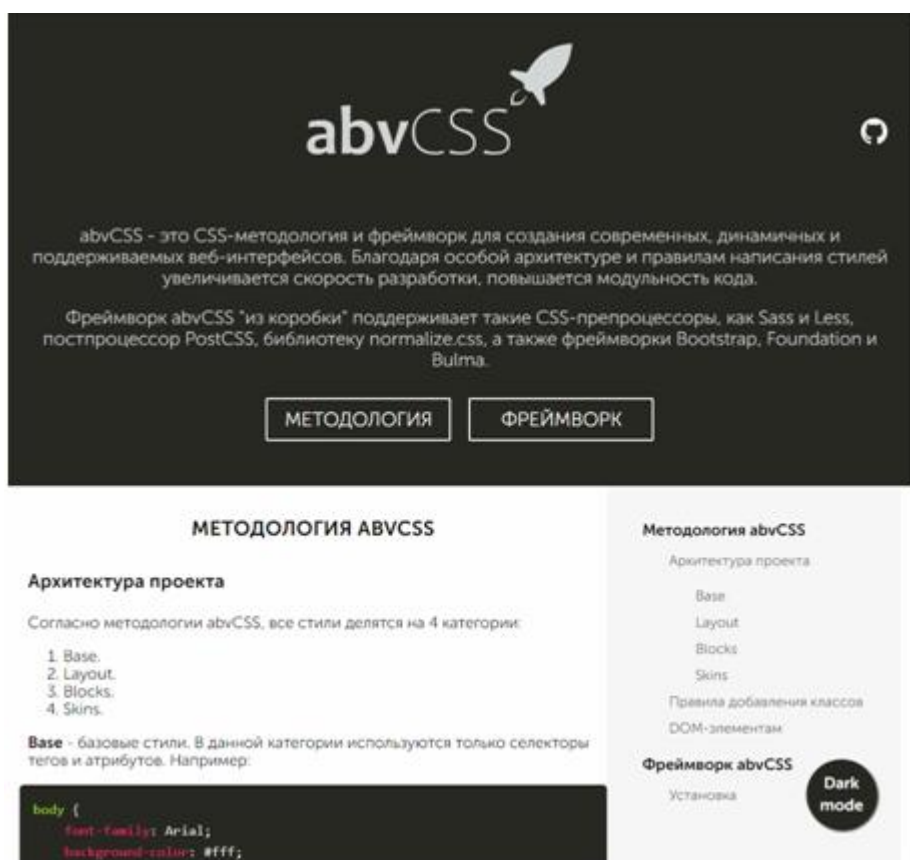 abvCSS
abvCSS - это CSS-методология и фреймворк для создания современных, динамичных и
поддерживаемых веб-интерфейсов. Благодаря особой архитектуре и правилам написания стилей
увеличивается скорость разработки, повышается модульность кода.
Фреймворк abvCSS "из коробки" поддерживает такие CSS-препроцессоры, как Sass и Less,
постпроцессор PostCSS, библиотеку normalize.css, а также фреймворки Bootstrap, Foundation и
Bulma.
МЕТОДОЛОГИЯ
ФРЕЙМВОРК
МЕТОДОЛОГИЯ ABVCSS
Архитектура проекта
Согласно методологии abvCSS, все стили делятся на 4 категории:
1. Base.
2. Layout.
3. Blocks.
4. Skins.
Base - базовые стили. В данной категории используются только селекторы
тегов и атрибутов. Например:
body {
font-family: Arial;
background-color: #fff;
Методология abvCSS
Архитектура проекта
Base
Layout
Blocks
Skins
Правила добавления классов
DOM-элементам
Фреймворк abvCSS
Установка
Dark
mode